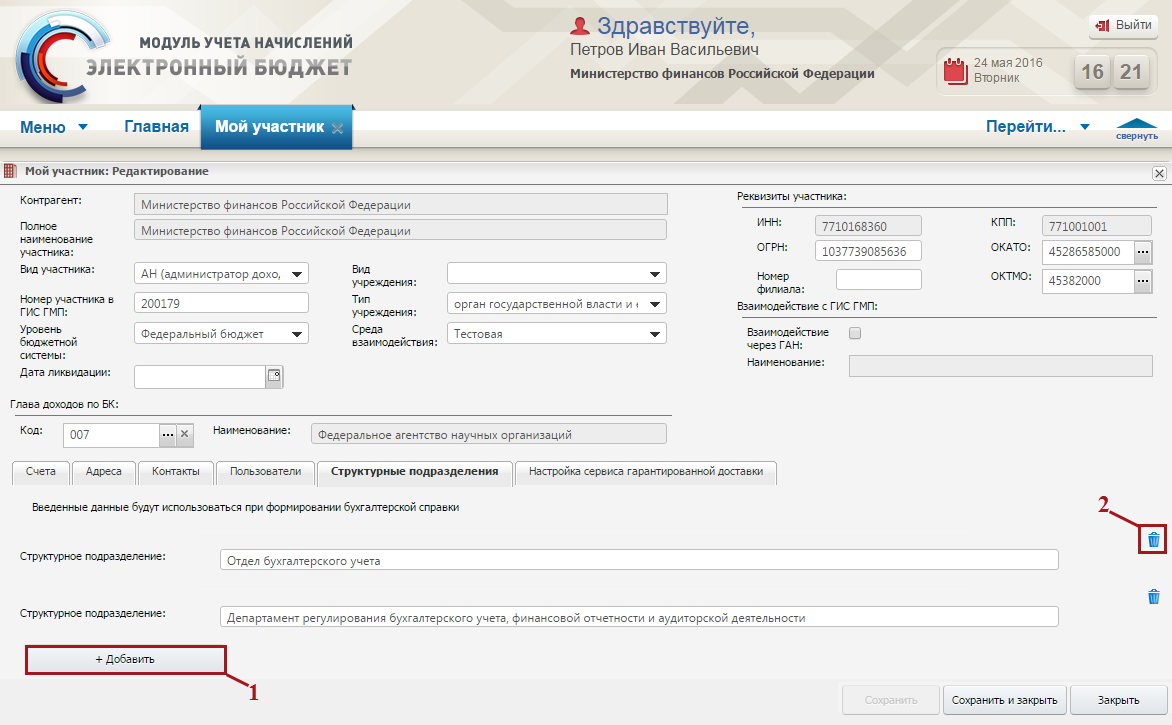 МОДУЛЬ УЧЕТА НАЧИСЛЕНИЙ
ЭЛЕКТРОННЫЙ БЮДЖЕТ
Здравствуйте,
Петров Иван Васильевич
Министерство финансов Российской Федерации
Выйти
24 мая 2016
Вторник
16 21
Меню Главная Мой участник Перейти... свернуть
Мой участник: Редактирование
Контрагент: Министерство финансов Российской Федерации
Полное
наименование
участника: Министерство финансов Российской Федерации
Вид участника: АН (администратор дохо,
Вид
учреждения:
Номер участника в
ГИС ГМП: 200179
Тип
учреждения: орган государственной власти и
Уровень
бюджетной
системы: Федеральный бюджет
Среда
взаимодействия: Тестовая
Дата ликвидации:
Реквизиты участника:
ИНН: 7710168360 КПП: 771001001
ОГРН: 1037739085636 ОКАТО: 45286585000 ...
Номер
филиала:
ОКТМО: 45382000 ...
Взаимодействие с ГИС ГМП:
Взаимодействие
через ГАН:
Наименование:
Глава доходов по БК:
Код: 007 ... Наименование: Федеральное агентство научных организаций
Счета Адреса Контакты Пользователи Структурные подразделения Настройка сервиса гарантированной доставки
Введенные данные будут использоваться при формировании бухгалтерской справки
2
Структурное подразделение: Отдел бухгалтерского учета
Структурное подразделение: Департамент регулирования бухгалтерского учета, финансовой отчетности и аудиторской деятельности
+ Добавить
1
Сохранить Сохранить и закрыть Закрыть